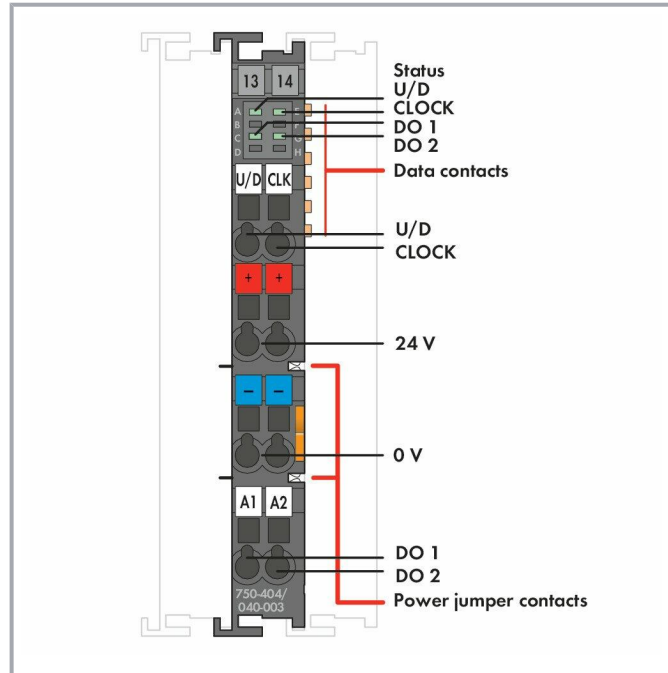 13 14
Status
U/D
CLOCK
DO 1
DO 2
A E
B F
C G
D H
Data contacts
U/D CLK
U/D
CLOCK
+ +
24 V
− −
0 V
A1 A2
DO 1
DO 2
750-404/
040-003
Power jumper contacts